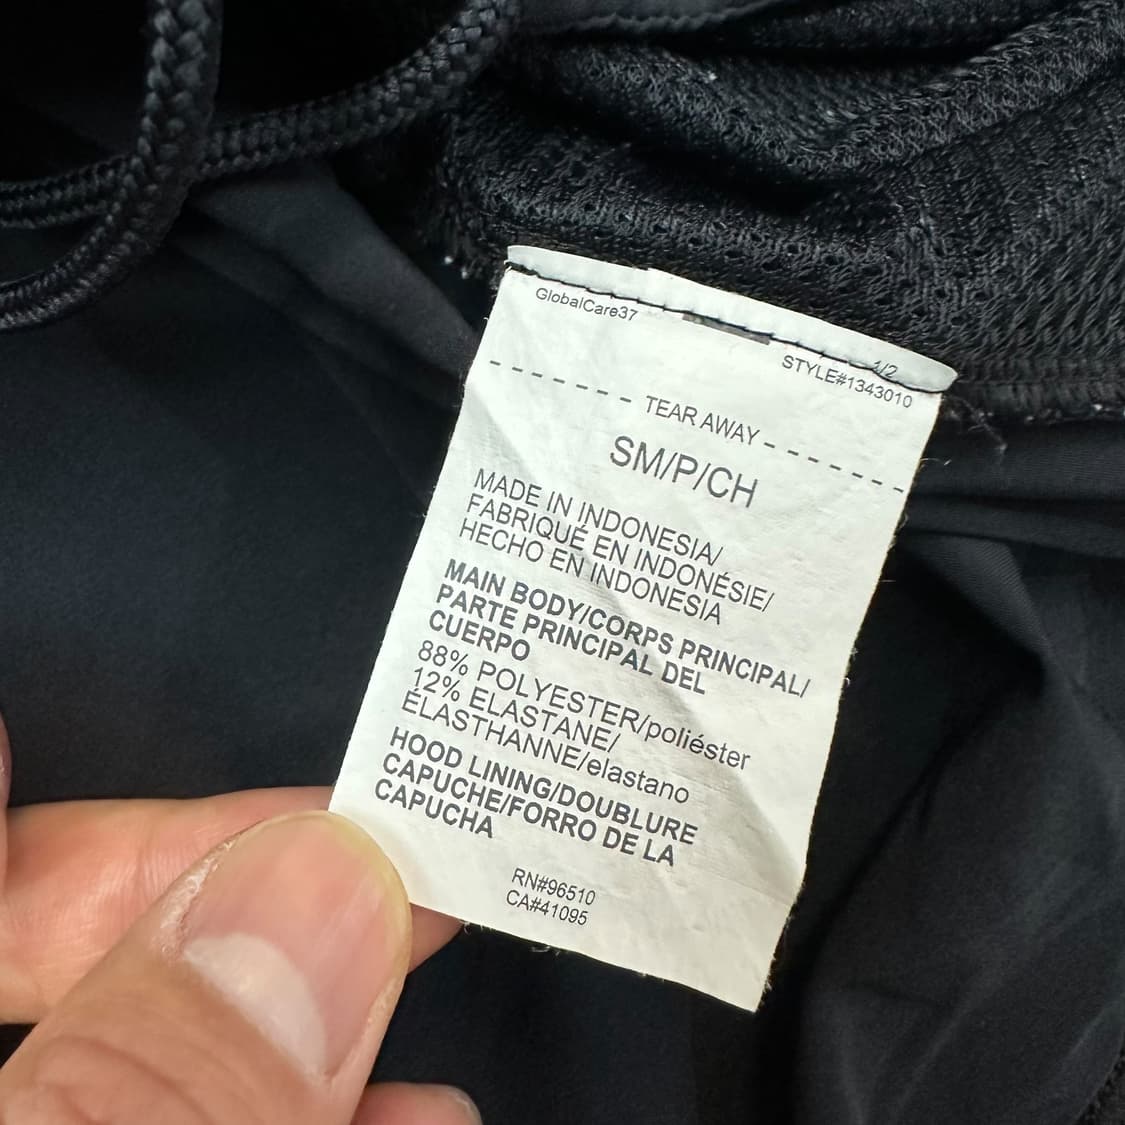 GlobalCare37
1/2
STYLE#1343010
TEAR AWAY
SM/P/CH
MADE IN INDONESIA/
FABRIQUÉ EN INDONÉSIE/
HECHO EN INDONESIA
MAIN BODY/CORPS PRINCIPAL/
PARTE PRINCIPAL DEL
CUERPO
88% POLYESTER/poliéster
12% ELASTANE/
ÉLASTHANNE/elastano
HOOD LINING/DOUBLURE
CAPUCHE/FORRO DE LA
CAPUCHA
RN#96510
CA#41095